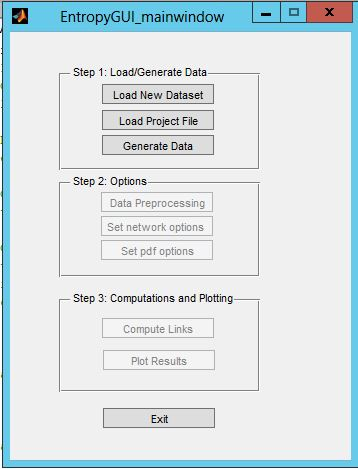 EntropyGUI_mainwindow
Step 1: Load/Generate Data
Load New Dataset
Load Project File
Generate Data
Step 2: Options
Data Preprocessing
Set network options
Set pdf options
Step 3: Computations and Plotting
Compute Links
Plot Results
Exit